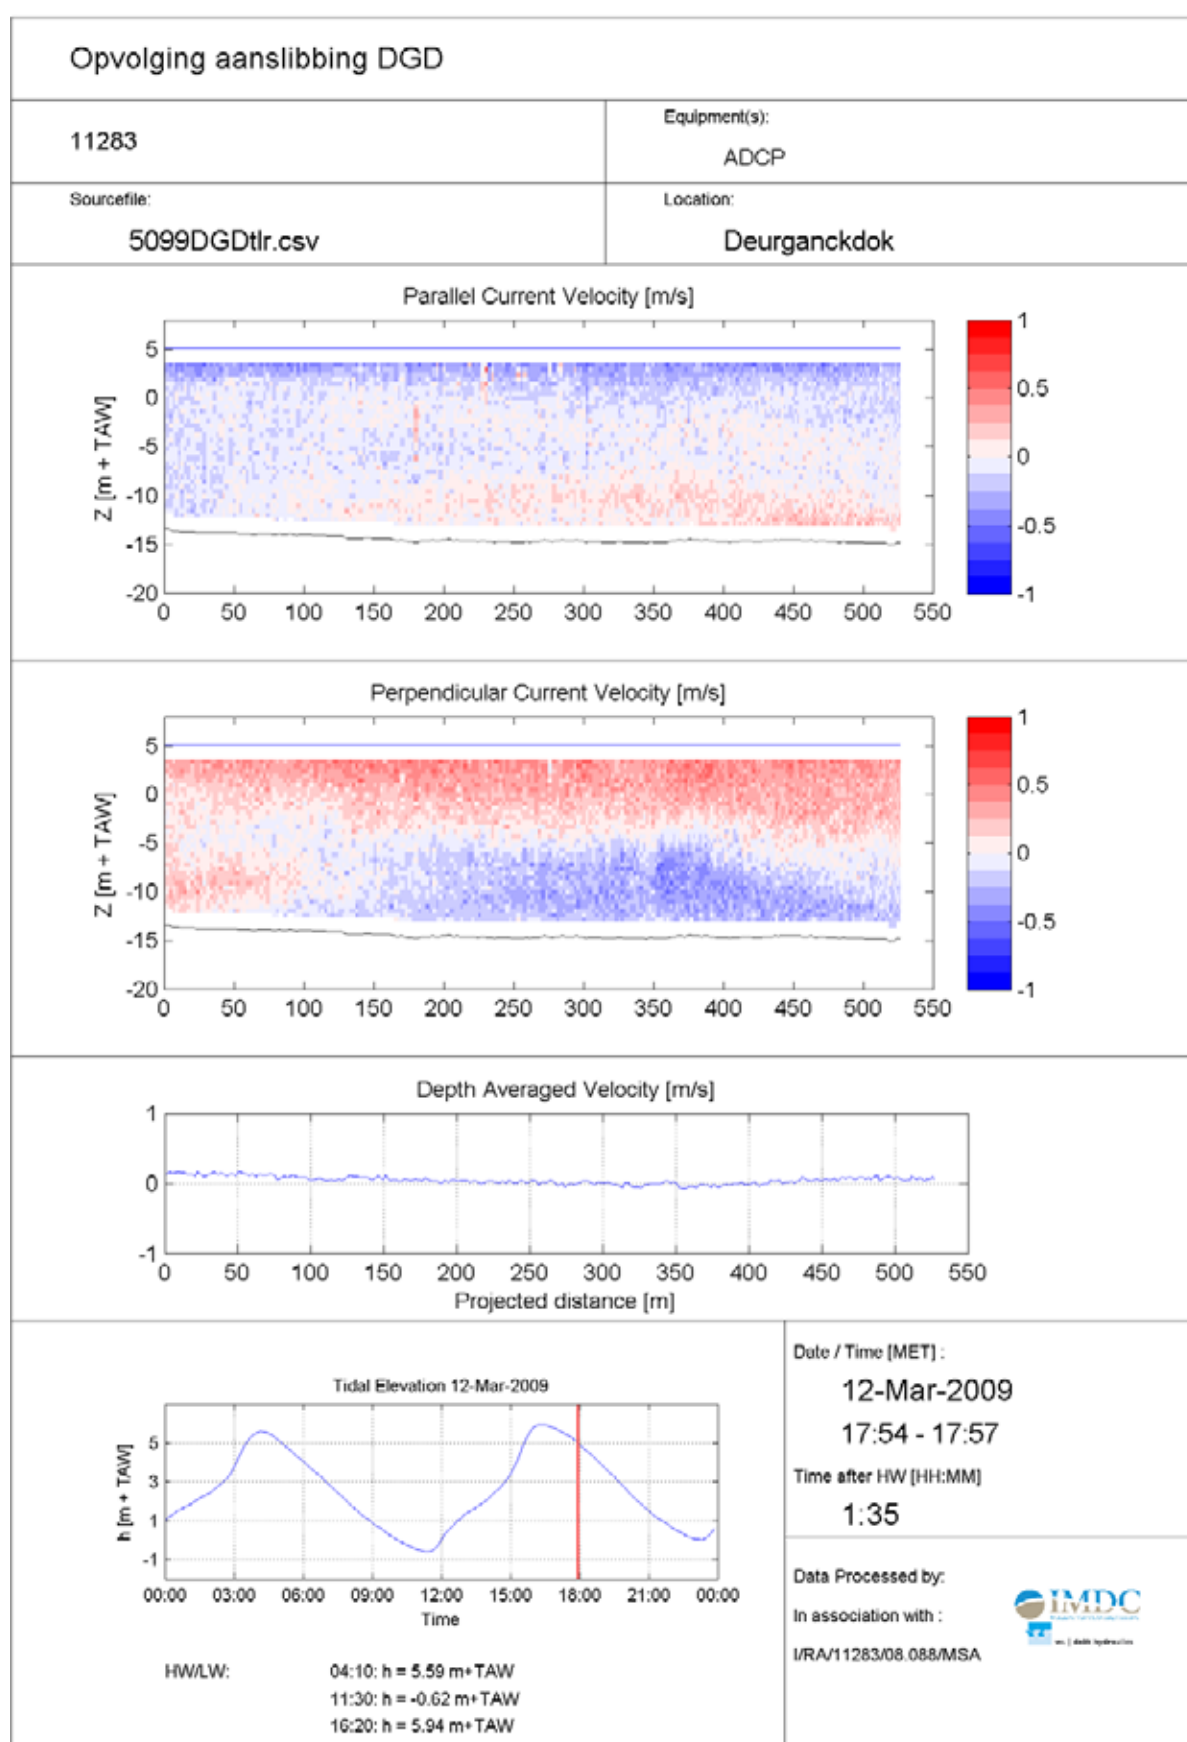 Opvolging aanslibbing DGD
11283
Equipment(s):
ADCP
Sourcefile:
5099DGDtlr.csv
Location:
Deurganckdok
Parallel Current Velocity [m/s]
Z [m + TAW]
5
0
-5
-10
-15
-20
0 50 100 150 200 250 300 350 400 450 500 550
1
0.5
0
-0.5
-1
Perpendicular Current Velocity [m/s]
Z [m + TAW]
5
0
-5
-10
-15
-20
0 50 100 150 200 250 300 350 400 450 500 550
1
0.5
0
-0.5
-1
Depth Averaged Velocity [m/s]
1
0
-1
0 50 100 150 200 250 300 350 400 450 500 550
Projected distance [m]
Tidal Elevation 12-Mar-2009
h [m + TAW]
5
3
1
-1
00:00 03:00 06:00 09:00 12:00 15:00 18:00 21:00 00:00
Time
HW/LW:
04:10: h = 5.59 m+TAW
11:30: h = -0.62 m+TAW
16:20: h = 5.94 m+TAW
Date / Time [MET] :
12-Mar-2009
17:54 - 17:57
Time after HW [HH:MM]
1:35
Data Processed by:
In association with :
I/RA/11283/08.088/MSA
IMDC